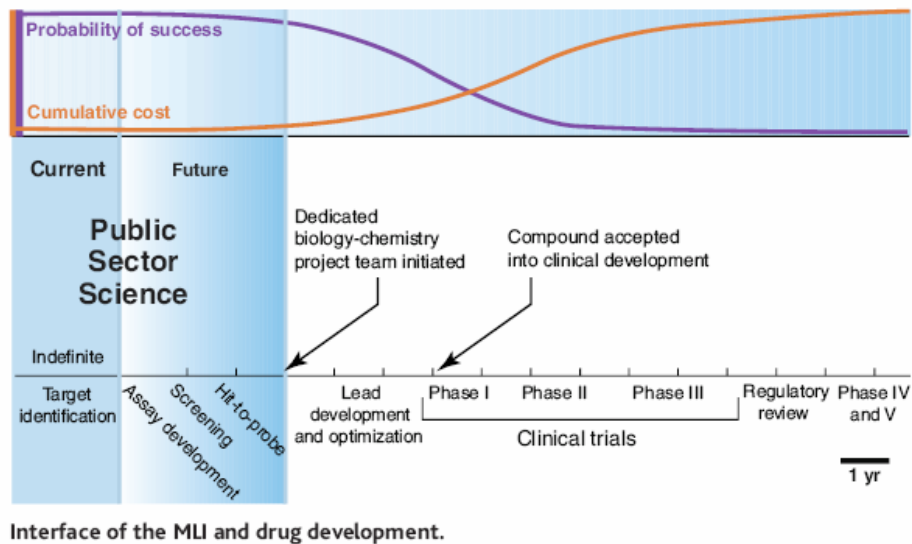 Probability of success
Cumulative cost
Current
Future
Public
Sector
Science
Dedicated
biology-chemistry
project team initiated
Compound accepted
into clinical development
Indefinite
Target
identification
Assay development
Screening
Hit-to-probe
Lead
development
and optimization
Phase I
Phase II
Phase III
Clinical trials
Regulatory
review
Phase IV
and V
1 yr
Interface of the MLI and drug development.